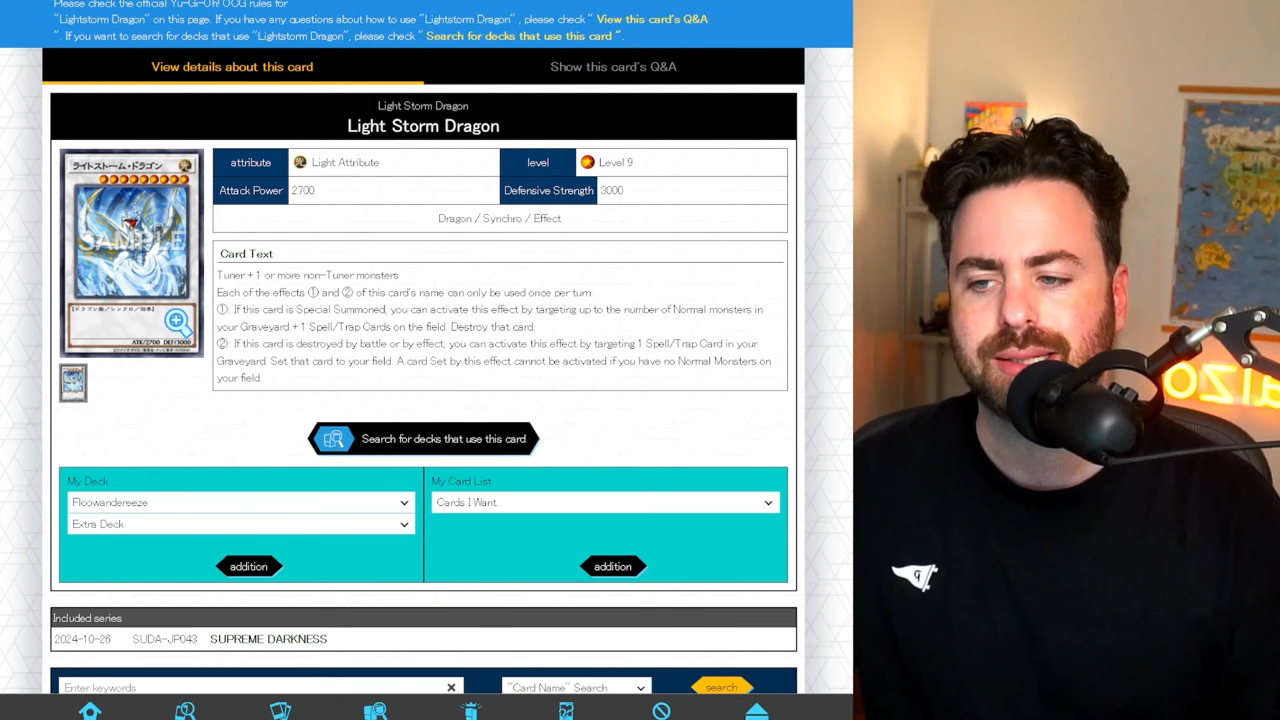 Please check the official Yu-Gi-Oh! OCG rules for
"Lightstorm Dragon" on this page. If you have any questions about how to use "Lightstorm Dragon" , please check " View this card's Q&A
". If you want to search for decks that use "Lightstorm Dragon", please check " Search for decks that use this card ".
View details about this card
Show this card's Q&A
Light Storm Dragon
Light Storm Dragon
ライトストーム・ドラゴン
SAMPLE
【ドラゴン族/シンクロ/効果】
ATK/2700 DEF/3000
attribute
Light Attribute
level
Level 9
Attack Power
2700
Defensive Strength
3000
Dragon / Synchro / Effect
Card Text
Tuner + 1 or more non-Tuner monsters
Each of the effects ① and ② of this card's name can only be used once per turn.
①: If this card is Special Summoned, you can activate this effect by targeting up to the number of Normal monsters in
your Graveyard + 1 Spell/Trap Cards on the field. Destroy that card.
②: If this card is destroyed by battle or by effect, you can activate this effect by targeting 1 Spell/Trap Card in your
Graveyard. Set that card to your field. A card Set by this effect cannot be activated if you have no Normal Monsters on
your field.
Search for decks that use this card
My Deck
Floowandereeze
Extra Deck
addition
My Card List
Cards I Want
addition
Included series
2024-10-26 SUDA-JP043 SUPREME DARKNESS
Enter keywords
"Card Name" Search
search